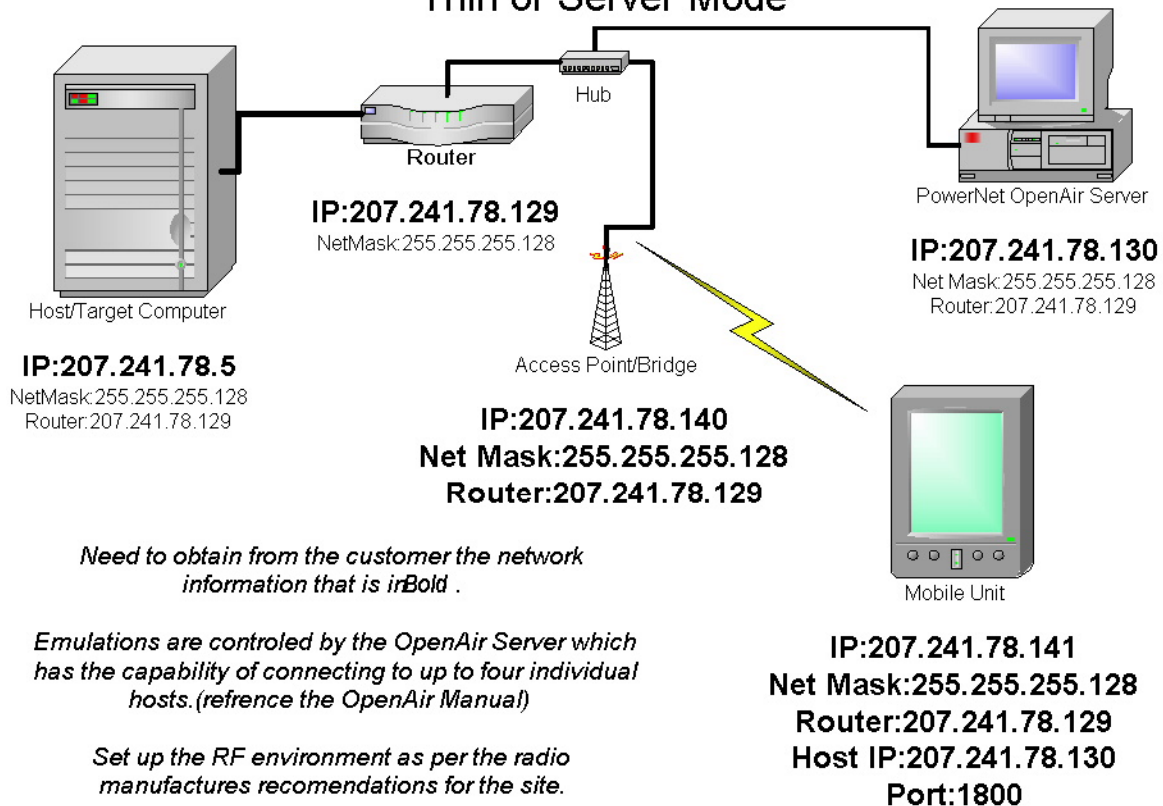 Thin or Server Mode
Hub
Router
IP:207.241.78.129
NetMask:255.255.255.128
PowerNet OpenAir Server
IP:207.241.78.130
Net Mask:255.255.255.128
Router:207.241.78.129
Host/Target Computer
IP:207.241.78.5
NetMask:255.255.255.128
Router:207.241.78.129
Access Point/Bridge
IP:207.241.78.140
Net Mask:255.255.255.128
Router:207.241.78.129
Need to obtain from the customer the network
information that is inBold .
Emulations are controled by the OpenAir Server which
has the capability of connecting to up to four individual
hosts.(refrence the OpenAir Manual)
Set up the RF environment as per the radio
manufactures recomendations for the site.
Mobile Unit
IP:207.241.78.141
Net Mask:255.255.255.128
Router:207.241.78.129
Host IP:207.241.78.130
Port:1800